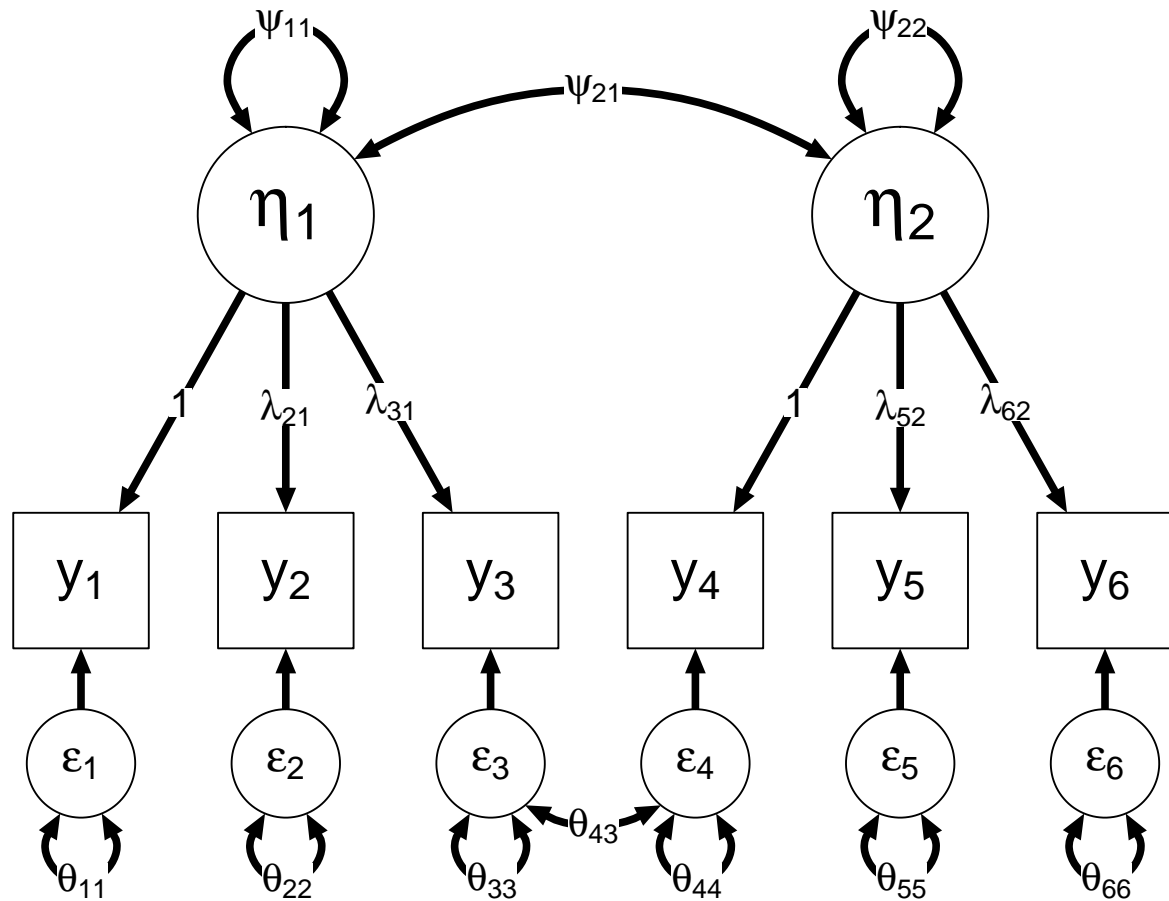 ψ11 ψ22
ψ21
η1 η2
1 λ21 λ31 1 λ52 λ62
y1 y2 y3 y4 y5 y6
ε1 ε2 ε3 ε4 ε5 ε6
θ43
θ11 θ22 θ33 θ44 θ55 θ66